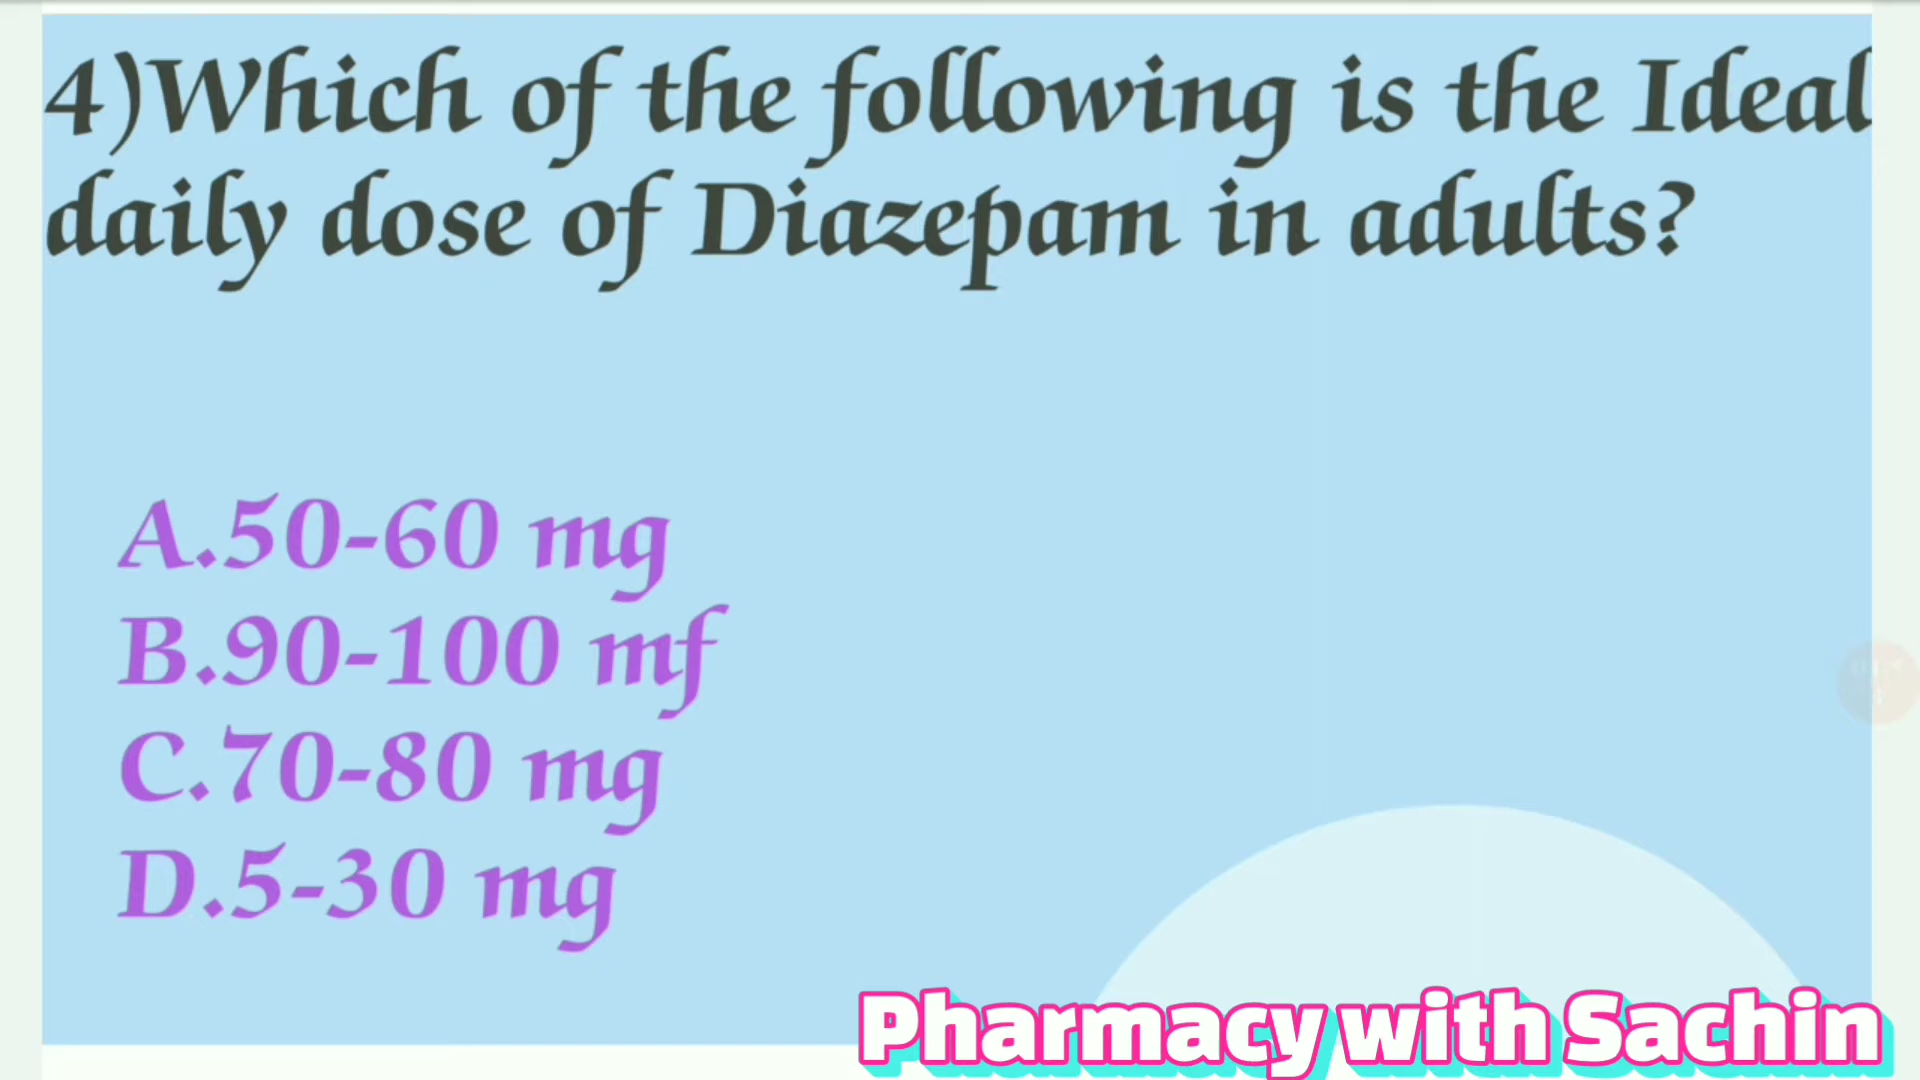 4)Which of the following is the Ideal
daily dose of Diazepam in adults?
A.50-60 mg
B.90-100 mf
C.70-80 mg
D.5-30 mg
Pharmacy with Sachin